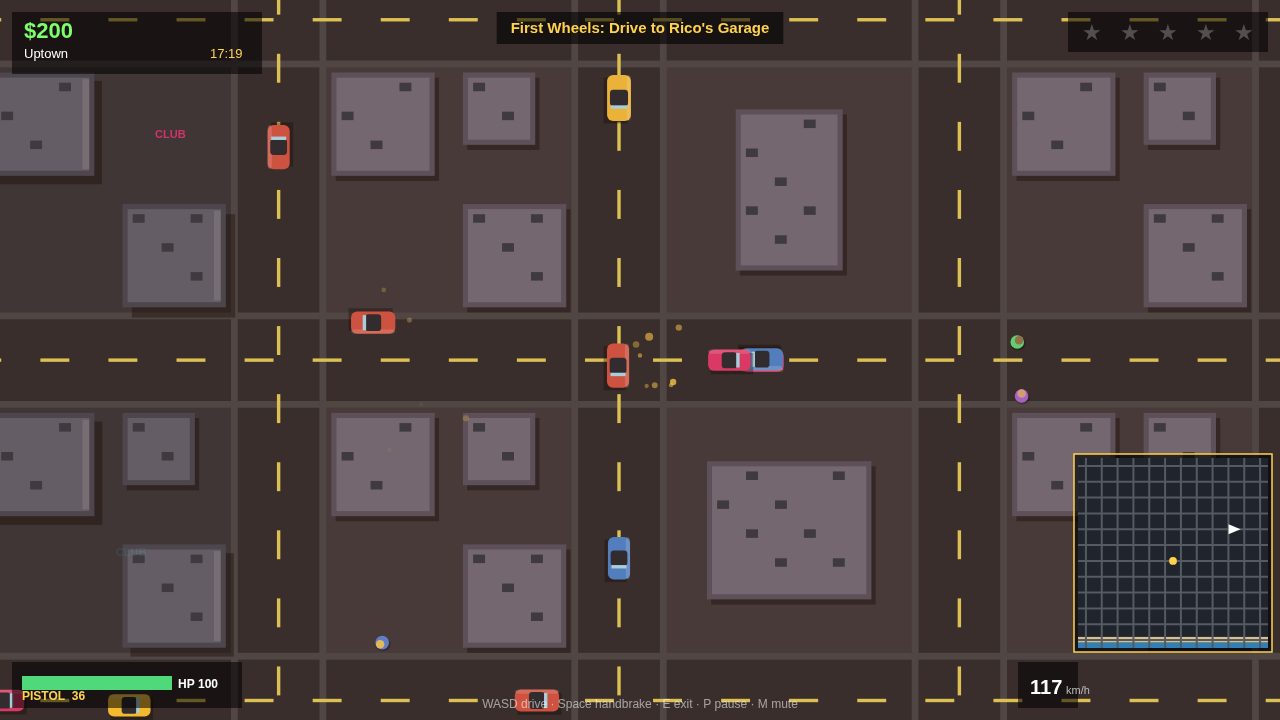 $200
Uptown 17:19
First Wheels: Drive to Rico's Garage
★ ★ ★ ★ ★
CLUB
CLUB
HP 100
PISTOL 36
WASD drive · Space handbrake · E exit · P pause · M mute
117 km/h